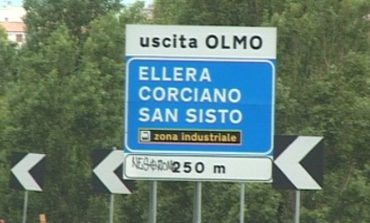 uscita OLMO
ELLERA
CORCIANO
SAN SISTO
zona industriale
250 m